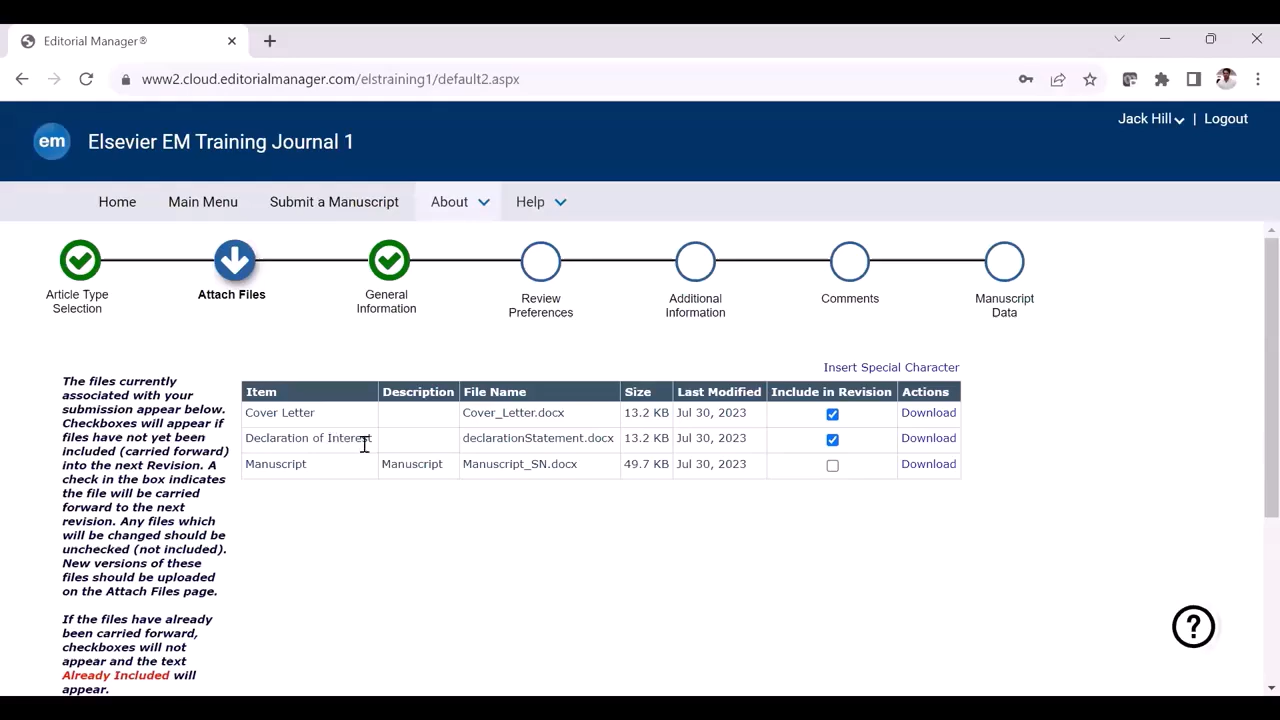 Editorial Manager®
www2.cloud.editorialmanager.com/elstraining1/default2.aspx
Jack Hill | Logout
em
Elsevier EM Training Journal 1
Home Main Menu Submit a Manuscript About Help
Article Type
Selection
Attach Files
General
Information
Review
Preferences
Additional
Information
Comments
Manuscript
Data
Insert Special Character
The files currently
associated with your
submission appear below.
Checkboxes will appear if
files have not yet been
included (carried forward)
into the next Revision. A
check in the box indicates
the file will be carried
forward to the next
revision. Any files which
will be changed should be
unchecked (not included).
New versions of these
files should be uploaded
on the Attach Files page.
If the files have already
been carried forward,
checkboxes will not
appear and the text
Already Included will
appear.
Item Description File Name Size Last Modified Include in Revision Actions
Cover Letter Cover_Letter.docx 13.2 KB Jul 30, 2023 Download
Declaration of Interest declarationStatement.docx 13.2 KB Jul 30, 2023 Download
Manuscript Manuscript Manuscript_SN.docx 49.7 KB Jul 30, 2023 Download
?